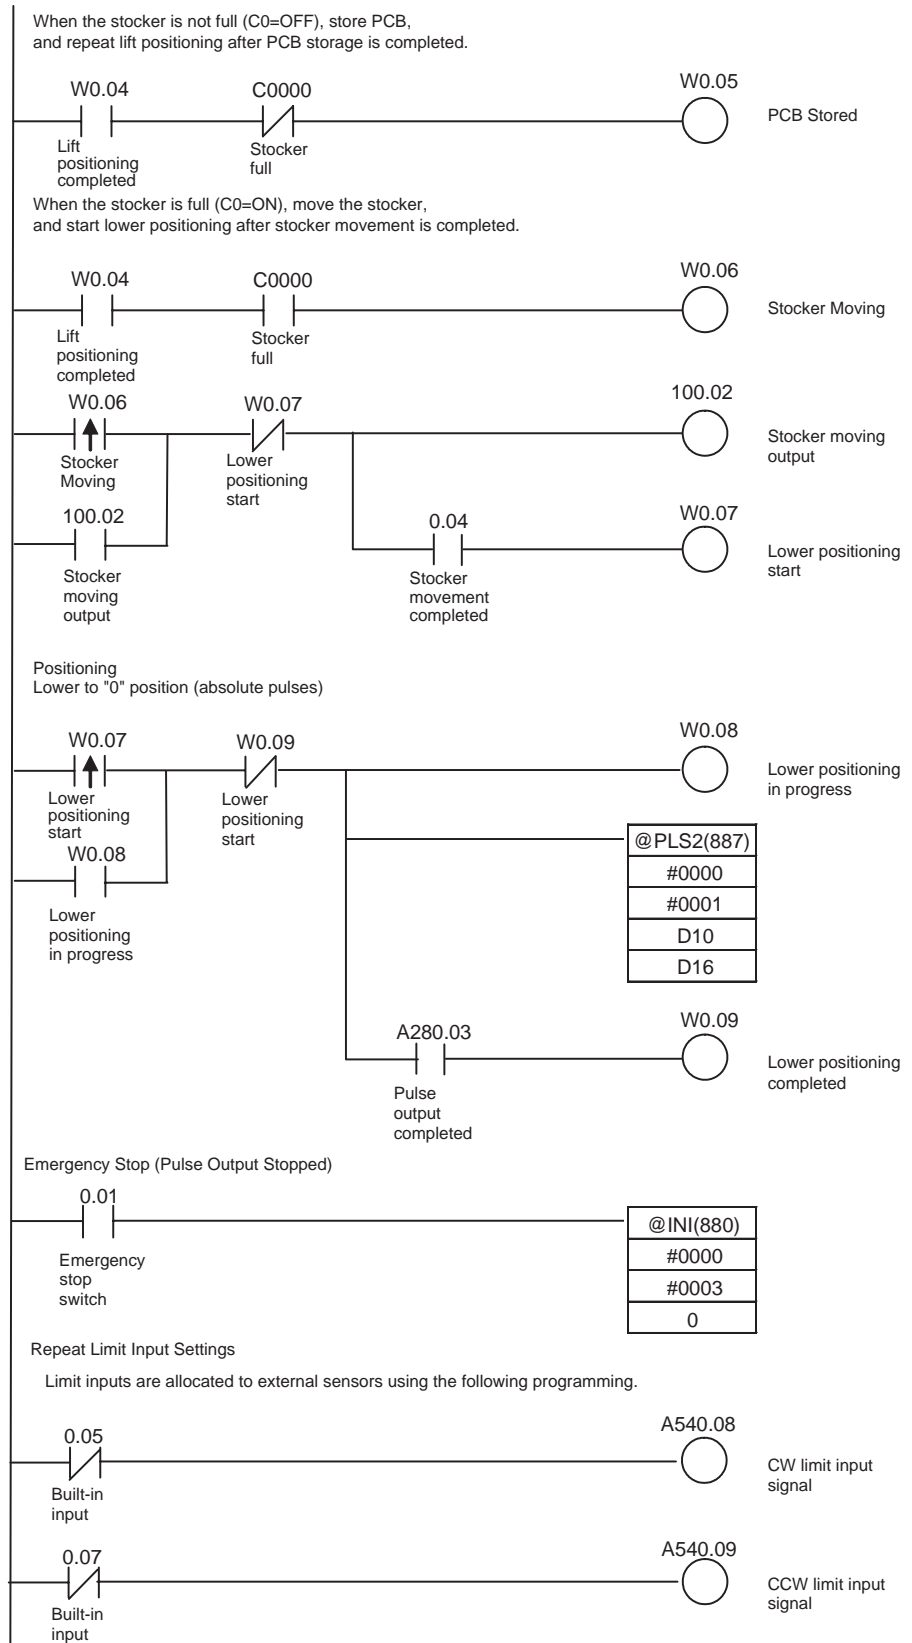 When the stocker is not full (C0=OFF), store PCB,
and repeat lift positioning after PCB storage is completed.
W0.04
C0000
W0.05
Lift
positioning
completed
Stocker
full
PCB Stored
When the stocker is full (C0=ON), move the stocker,
and start lower positioning after stocker movement is completed.
W0.04
C0000
W0.06
Lift
positioning
completed
Stocker
full
Stocker Moving
W0.06
W0.07
100.02
Stocker
Moving
Lower
positioning
start
Stocker moving
output
100.02
0.04
W0.07
Stocker
moving
output
Stocker
movement
completed
Lower positioning
start
Positioning
Lower to "0" position (absolute pulses)
W0.07
W0.09
W0.08
Lower
positioning
start
Lower
positioning
start
Lower positioning
in progress
W0.08
Lower
positioning
in progress
@PLS2(887)
#0000
#0001
D10
D16
A280.03
W0.09
Pulse
output
completed
Lower positioning
completed
Emergency Stop (Pulse Output Stopped)
0.01
Emergency
stop
switch
@INI(880)
#0000
#0003
0
Repeat Limit Input Settings
Limit inputs are allocated to external sensors using the following programming.
0.05
A540.08
Built-in
input
CW limit input
signal
0.07
A540.09
Built-in
input
CCW limit input
signal